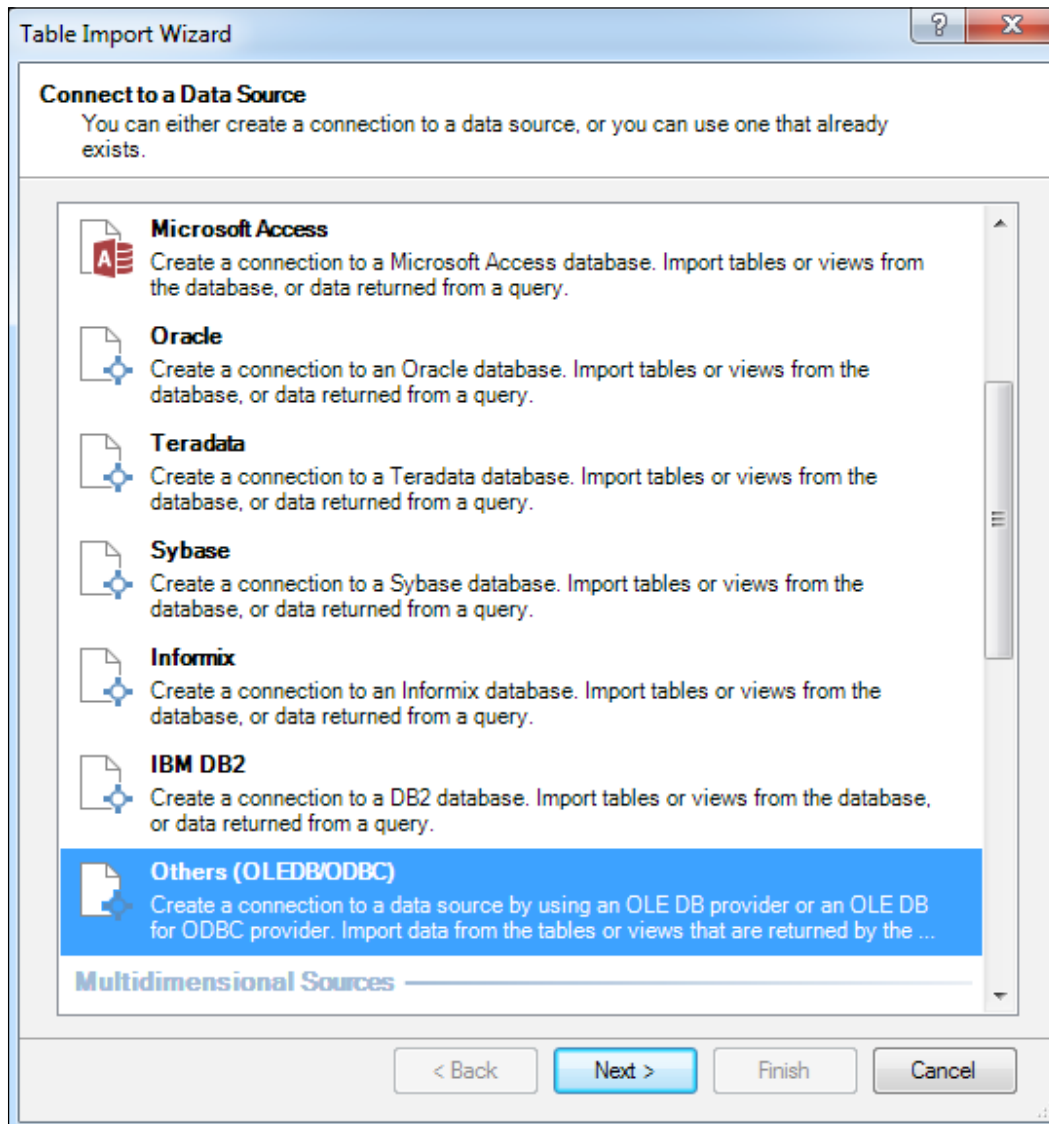 Table Import Wizard
Connect to a Data Source
You can either create a connection to a data source, or you can use one that already
exists.
Microsoft Access
Create a connection to a Microsoft Access database. Import tables or views from
the database, or data returned from a query.
Oracle
Create a connection to an Oracle database. Import tables or views from the
database, or data returned from a query.
Teradata
Create a connection to a Teradata database. Import tables or views from the
database, or data returned from a query.
Sybase
Create a connection to a Sybase database. Import tables or views from the
database, or data returned from a query.
Informix
Create a connection to an Informix database. Import tables or views from the
database, or data returned from a query.
IBM DB2
Create a connection to a DB2 database. Import tables or views from the database,
or data returned from a query.
Others (OLEDB/ODBC)
Create a connection to a data source by using an OLE DB provider or an OLE DB
for ODBC provider. Import data from the tables or views that are returned by the ...
Multidimensional Sources
< Back Next > Finish Cancel